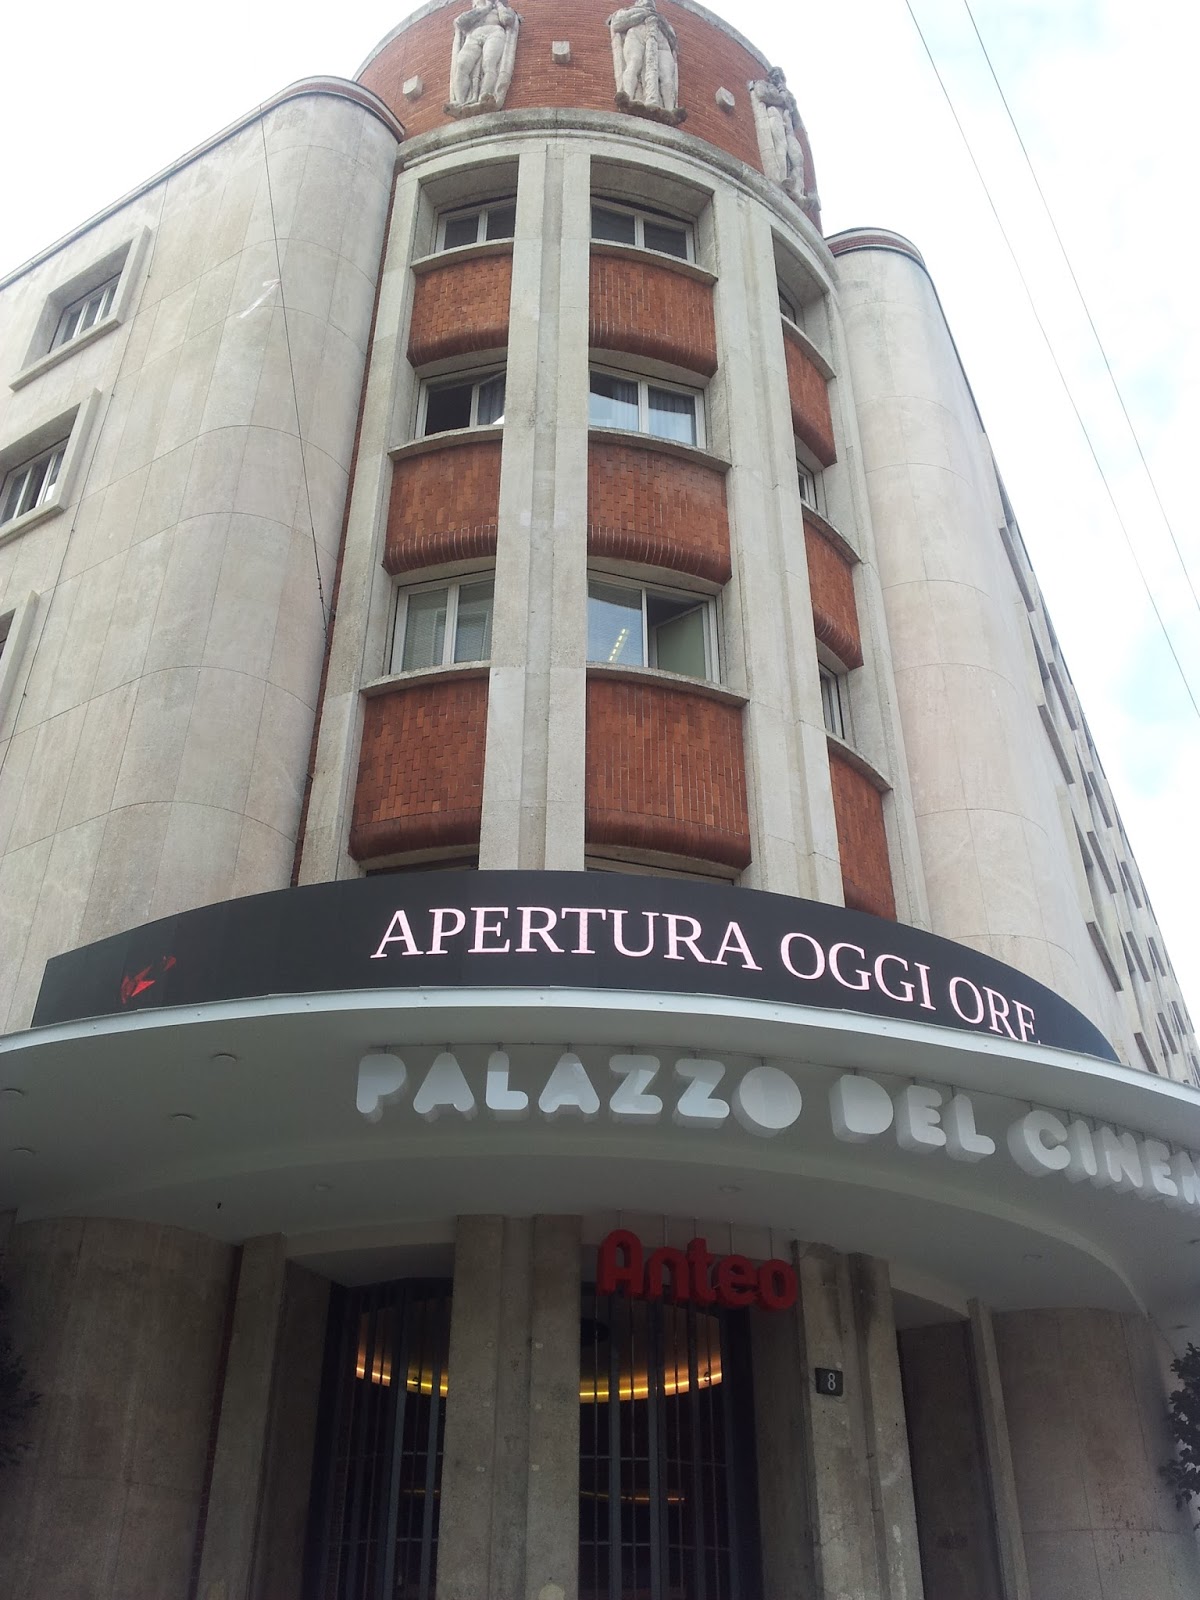 APERTURA OGGI ORE
PALAZZO DEL CINEM
Anteo
8